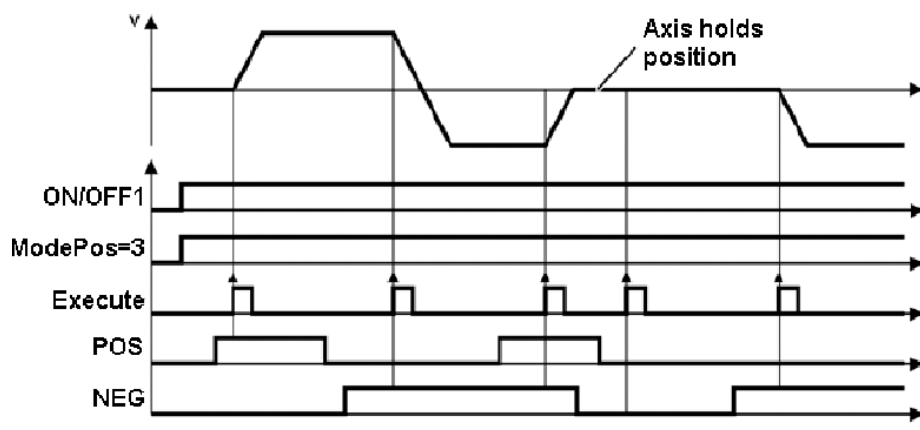 v
Axis holds
position
ON/OFF1
ModePos=3
Execute
POS
NEG